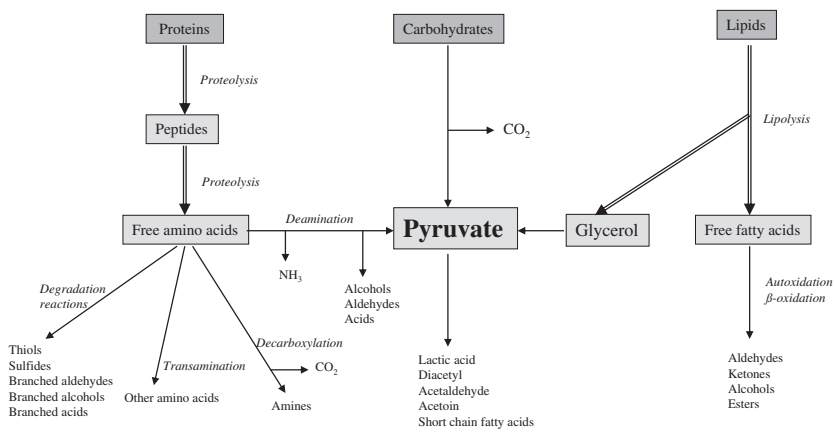 Proteins
Carbohydrates
Lipids
Proteolysis
Peptides
CO2
Lipolysis
Proteolysis
Free amino acids
Deamination
Pyruvate
Glycerol
Free fatty acids
NH3
Alcohols
Aldehydes
Acids
Degradation
reactions
Autoxidation
β-oxidation
Thiols
Sulfides
Branched aldehydes
Branched alcohols
Branched acids
Transamination
Other amino acids
Decarboxylation
CO2
Amines
Lactic acid
Diacetyl
Acetaldehyde
Acetoin
Short chain fatty acids
Aldehydes
Ketones
Alcohols
Esters